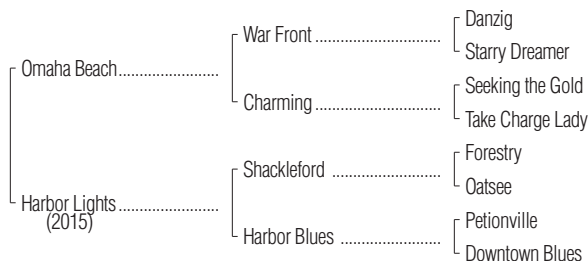 Danzig
War Front
Starry Dreamer
Omaha Beach
Seeking the Gold
Charming
Take Charge Lady
Forestry
Shackleford
Oatsee
Harbor Lights
(2015)
Petionville
Harbor Blues
Downtown Blues